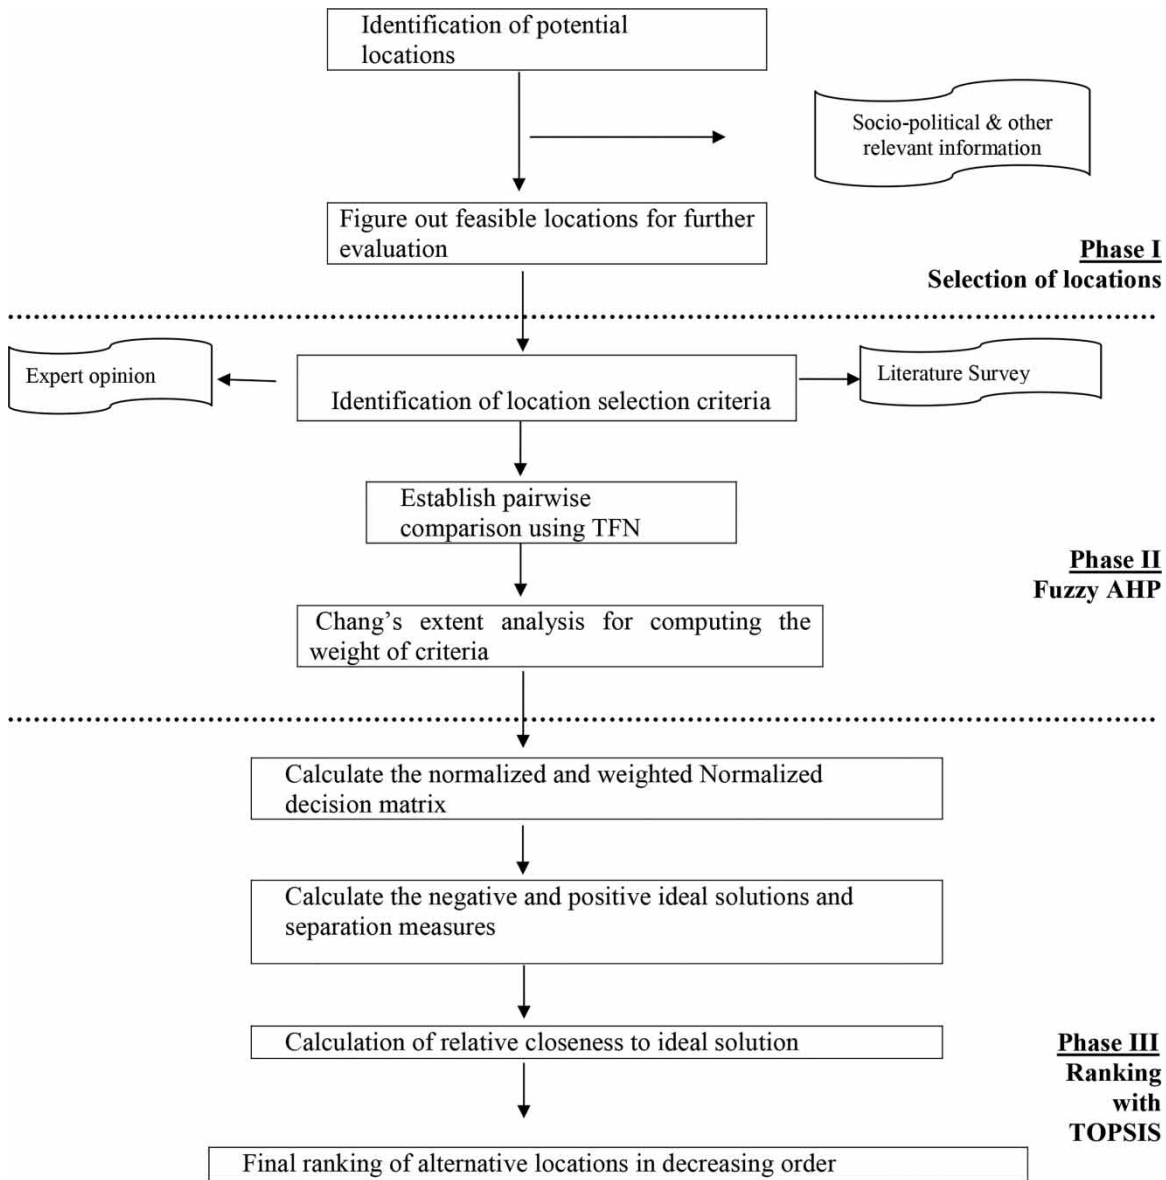 Identification of potential
locations
Socio-political & other
relevant information
Figure out feasible locations for further
evaluation
Phase I
Selection of locations
Expert opinion
Identification of location selection criteria
Literature Survey
Establish pairwise
comparison using TFN
Phase II
Fuzzy AHP
Chang's extent analysis for computing the
weight of criteria
Calculate the normalized and weighted Normalized
decision matrix
Calculate the negative and positive ideal solutions and
separation measures
Calculation of relative closeness to ideal solution
Phase III
Ranking
with
TOPSIS
Final ranking of alternative locations in decreasing order